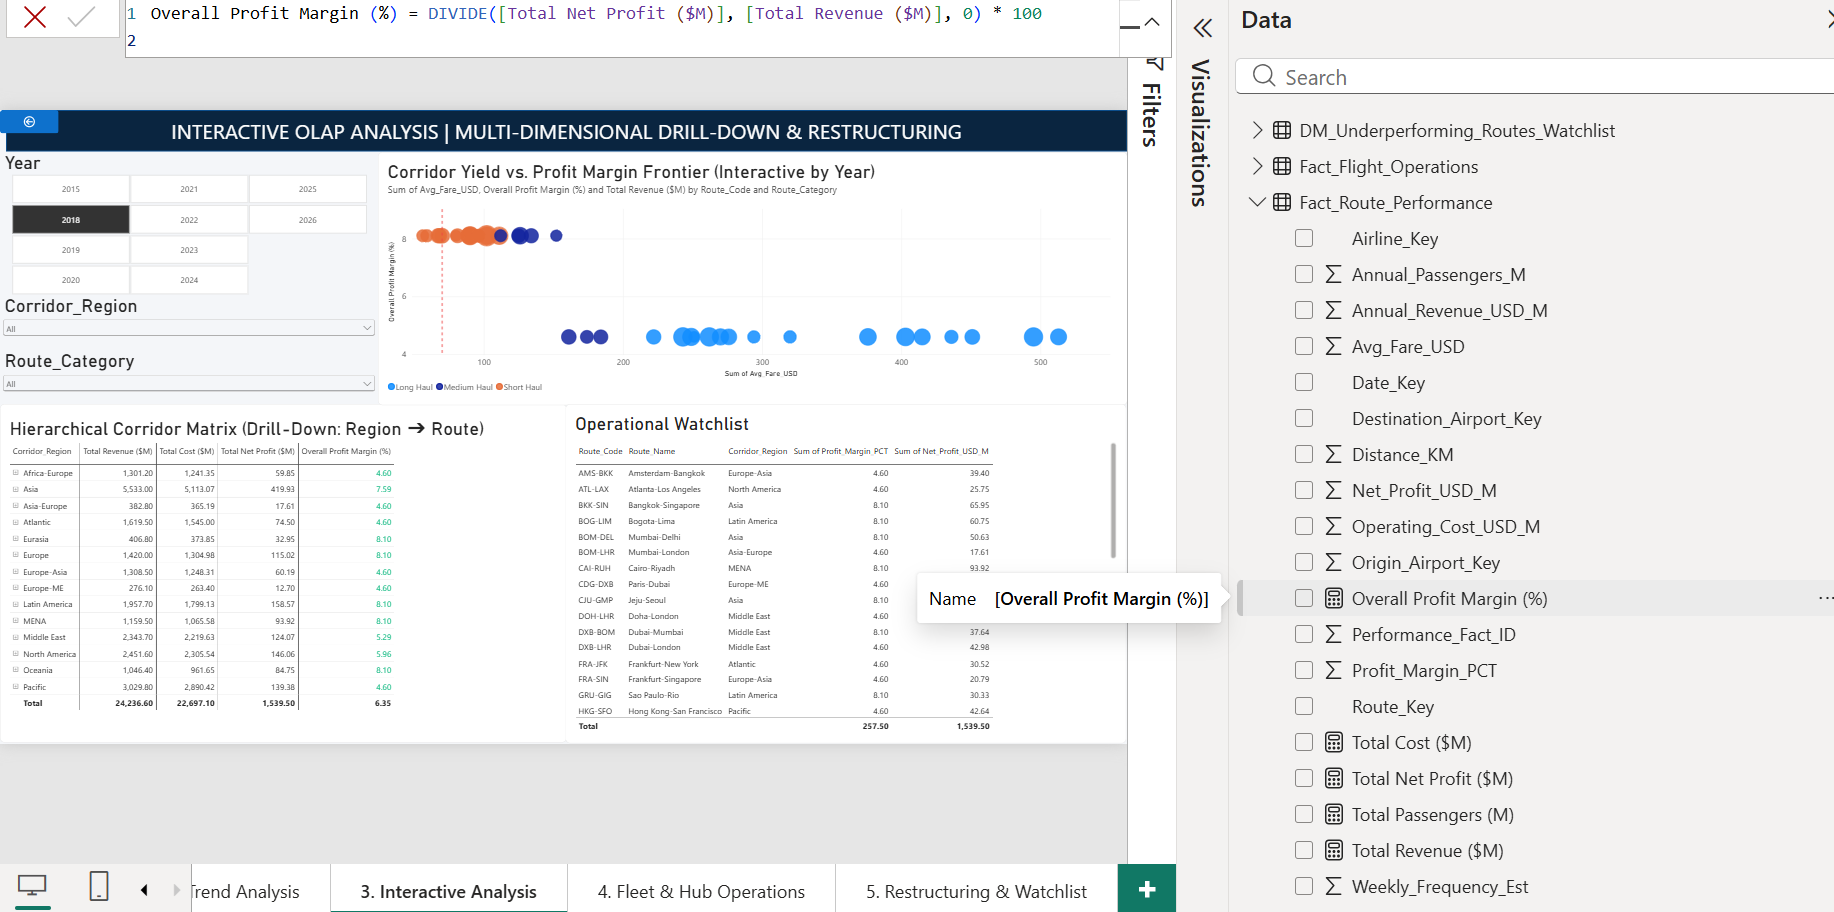 1 Overall Profit Margin (%) = DIVIDE([Total Net Profit ($M)], [Total Revenue ($M)], 0) * 100
2
INTERACTIVE OLAP ANALYSIS | MULTI-DIMENSIONAL DRILL-DOWN & RESTRUCTURING
Year
2015 2021 2025
2018 2022 2026
2019 2023
2020 2024
Corridor_Region
All
Route_Category
All
Corridor Yield vs. Profit Margin Frontier (Interactive by Year)
Sum of Avg_Fare_USD, Overall Profit Margin (%) and Total Revenue ($M) by Route_Code and Route_Category
Overall Profit Margin (%)
8
6
4
100 200 300 400 500
Sum of Avg_Fare_USD
Long Haul Medium Haul Short Haul
Hierarchical Corridor Matrix (Drill-Down: Region → Route)
Corridor_Region Total Revenue ($M) Total Cost ($M) Total Net Profit ($M) Overall Profit Margin (%)
Africa-Europe 1,301.20 1,241.35 59.85 4.60
Asia 5,533.00 5,113.07 419.93 7.59
Asia-Europe 382.80 365.19 17.61 4.60
Atlantic 1,619.50 1,545.00 74.50 4.60
Eurasia 406.80 373.85 32.95 8.10
Europe 1,420.00 1,304.98 115.02 8.10
Europe-Asia 1,308.50 1,248.31 60.19 4.60
Europe-ME 276.10 263.40 12.70 4.60
Latin America 1,957.70 1,799.13 158.57 8.10
MENA 1,159.50 1,065.58 93.92 8.10
Middle East 2,343.70 2,219.63 124.07 5.29
North America 2,451.60 2,305.54 146.06 5.96
Oceania 1,046.40 961.65 84.75 8.10
Pacific 3,029.80 2,890.42 139.38 4.60
Total 24,236.60 22,697.10 1,539.50 6.35
Operational Watchlist
Route_Code Route_Name Corridor_Region Sum of Profit_Margin_PCT Sum of Net_Profit_USD_M
AMS-BKK Amsterdam-Bangkok Europe-Asia 4.60 39.40
ATL-LAX Atlanta-Los Angeles North America 4.60 25.75
BKK-SIN Bangkok-Singapore Asia 8.10 65.95
BOG-LIM Bogota-Lima Latin America 8.10 60.75
BOM-DEL Mumbai-Delhi Asia 8.10 50.63
BOM-LHR Mumbai-London Asia-Europe 4.60 17.61
CAI-RUH Cairo-Riyadh MENA 8.10 93.92
CDG-DXB Paris-Dubai Europe-ME 4.60
CJU-GMP Jeju-Seoul Asia 8.10
DOH-LHR Doha-London Middle East 4.60
DXB-BOM Dubai-Mumbai Middle East 8.10 37.64
DXB-LHR Dubai-London Middle East 4.60 42.98
FRA-JFK Frankfurt-New York Atlantic 4.60 30.52
FRA-SIN Frankfurt-Singapore Europe-Asia 4.60 20.79
GRU-GIG Sao Paulo-Rio Latin America 8.10 30.33
HKG-SFO Hong Kong-San Francisco Pacific 4.60 42.64
Total 257.50 1,539.50
Name [Overall Profit Margin (%)]
Filters
Visualizations
Data
Search
DM_Underperforming_Routes_Watchlist
Fact_Flight_Operations
Fact_Route_Performance
Airline_Key
Annual_Passengers_M
Annual_Revenue_USD_M
Avg_Fare_USD
Date_Key
Destination_Airport_Key
Distance_KM
Net_Profit_USD_M
Operating_Cost_USD_M
Origin_Airport_Key
Overall Profit Margin (%)
Performance_Fact_ID
Profit_Margin_PCT
Route_Key
Total Cost ($M)
Total Net Profit ($M)
Total Passengers (M)
Total Revenue ($M)
Weekly_Frequency_Est
Trend Analysis 3. Interactive Analysis 4. Fleet & Hub Operations 5. Restructuring & Watchlist +